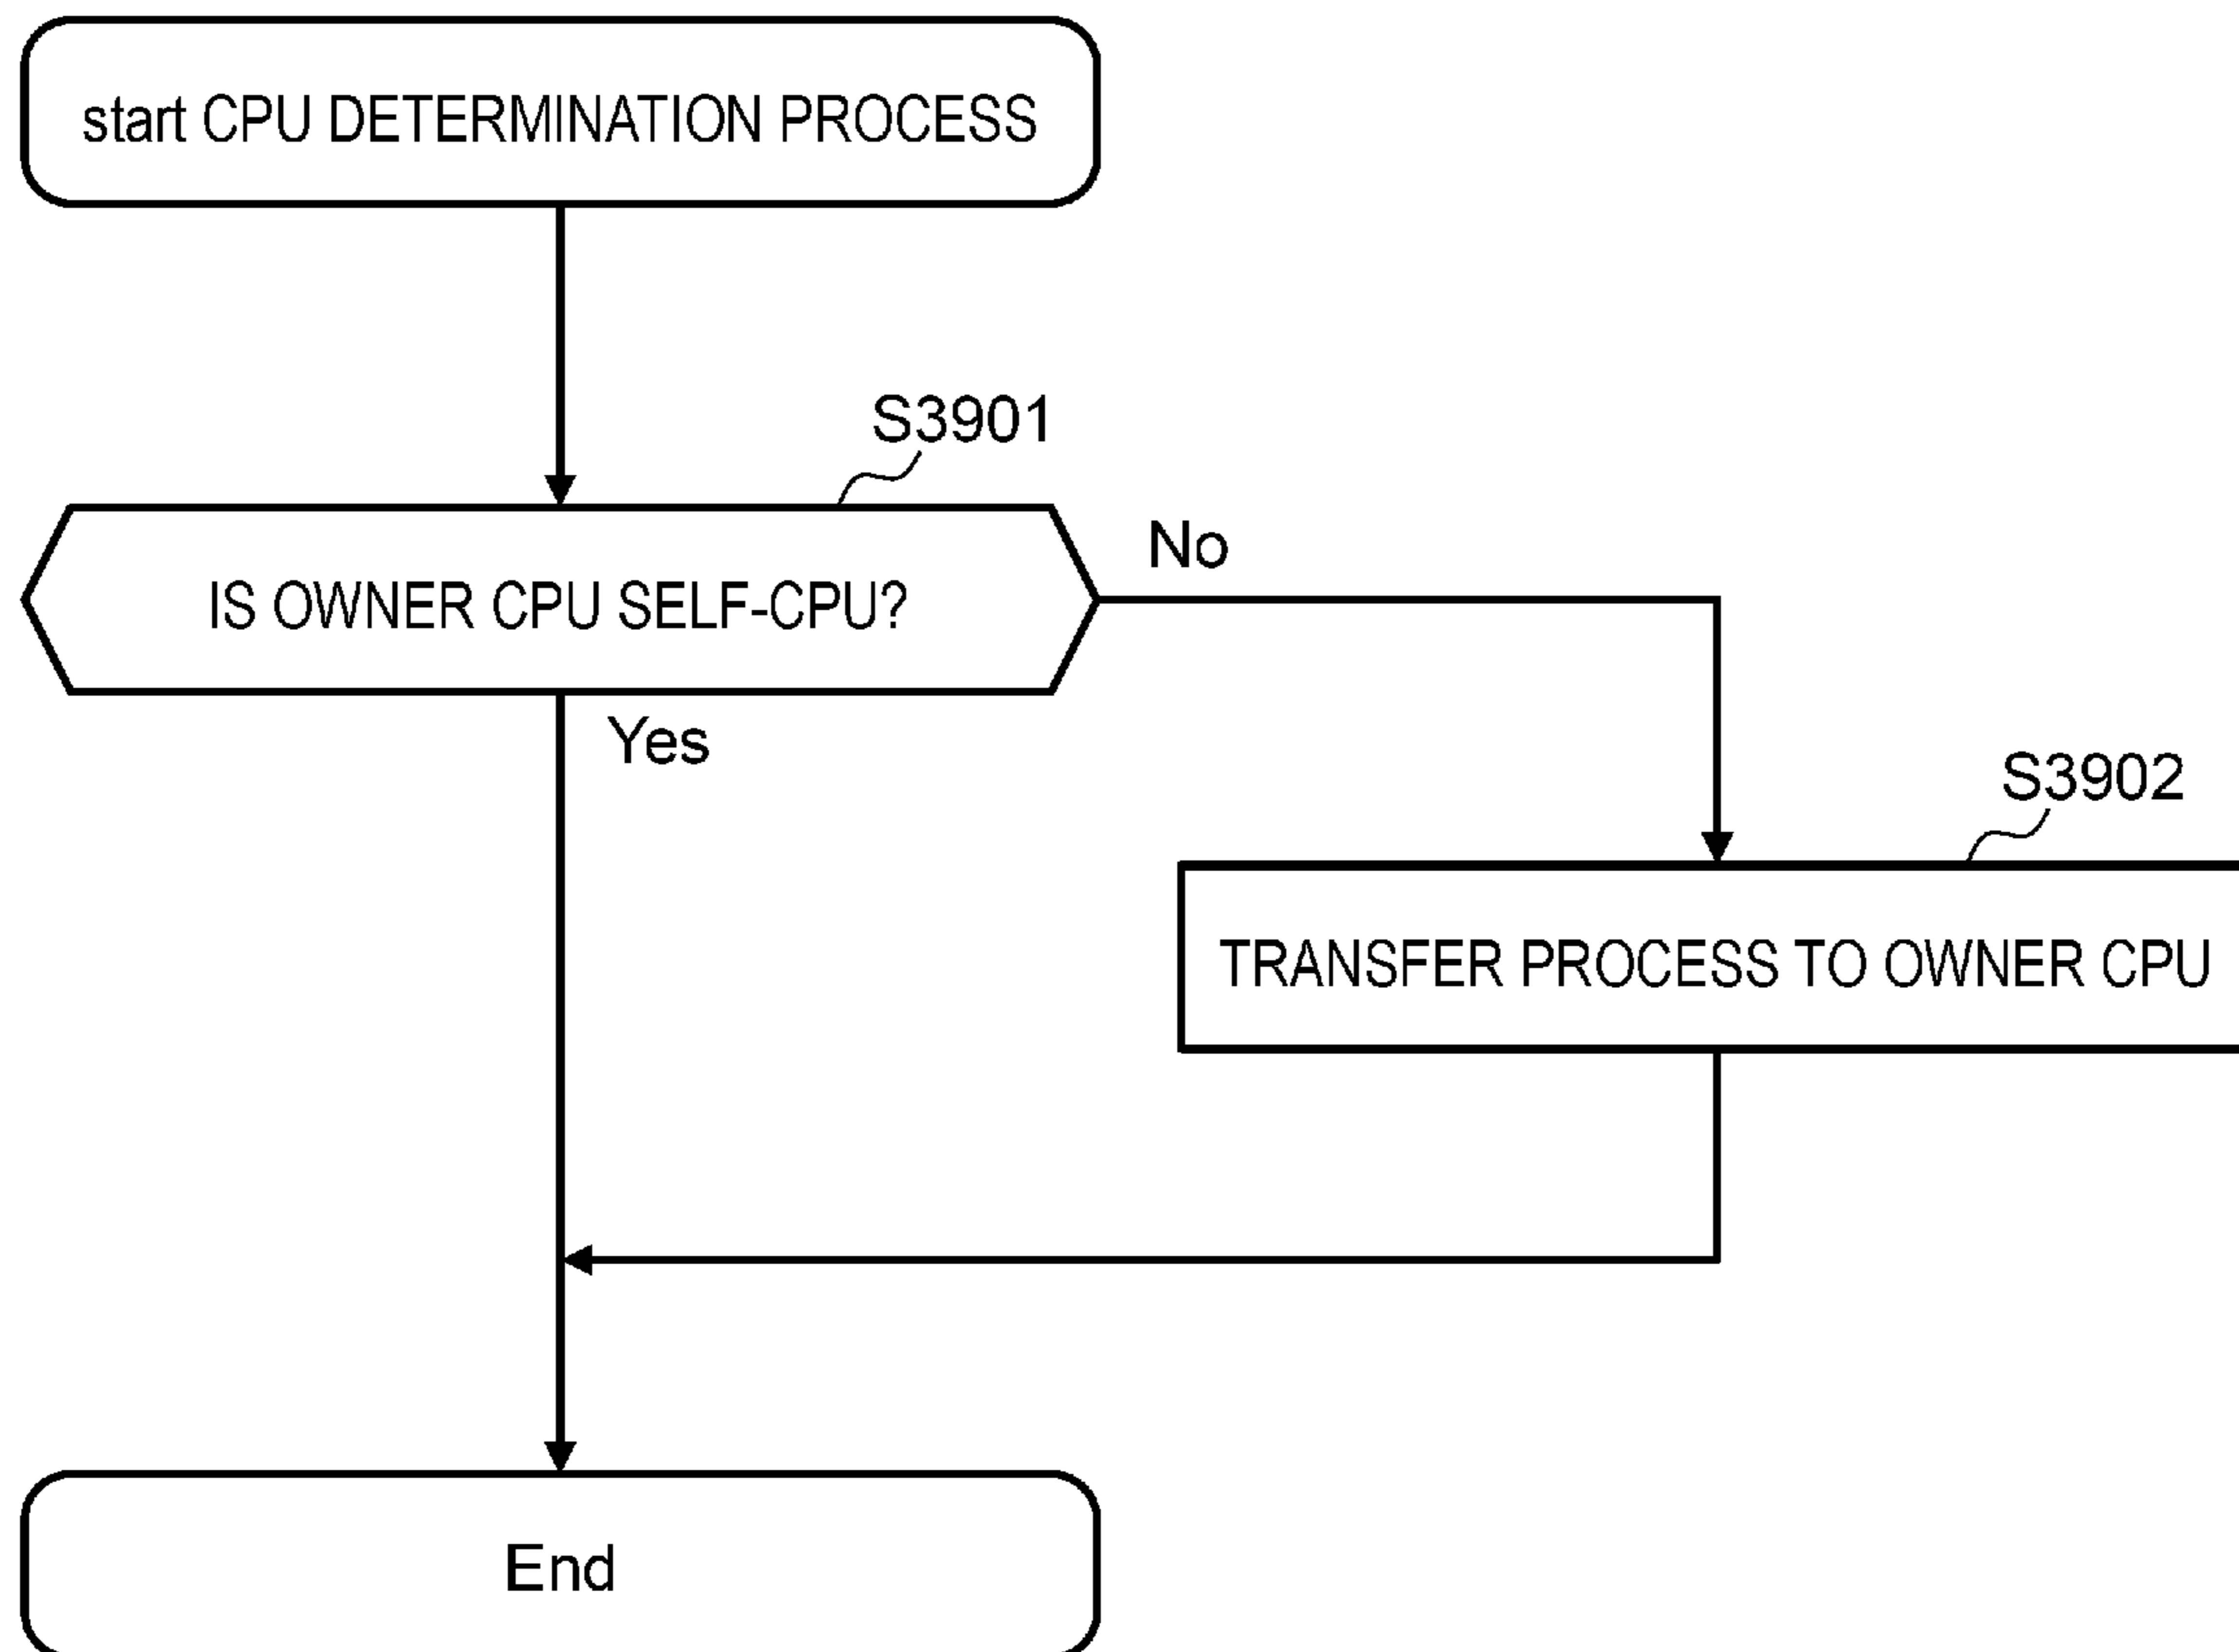 start CPU DETERMINATION PROCESS
S3901
IS OWNER CPU SELF-CPU?
No
Yes
S3902
TRANSFER PROCESS TO OWNER CPU
End